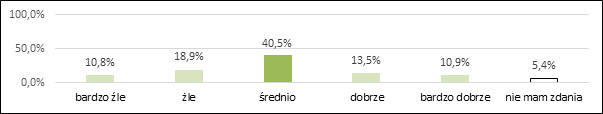 100,0%
50,0%
0,0%
10,8%
18,9%
40,5%
13,5%
10,9%
5,4%
bardzo źle
żle
średnio
dobrze
bardzo dobrze
nie mam zdania